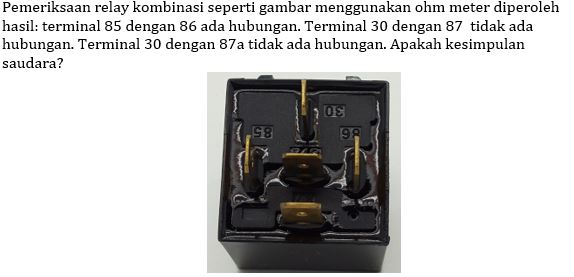 Pemeriksaan relay kombinasi seperti gambar menggunakan ohm meter diperoleh
hasil: terminal 85 dengan 86 ada hubungan. Terminal 30 dengan 87 tidak ada
hubungan. Terminal 30 dengan 87a tidak ada hubungan. Apakah kesimpulan
saudara?
30
85
86